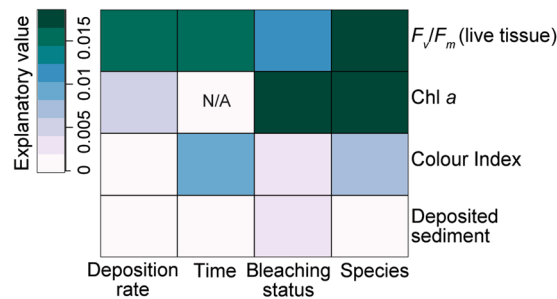 Explanatory value
0 0.005 0.01 0.015
N/A
Fv/Fm (live tissue)
Chl a
Colour Index
Deposited
sediment
Deposition
rate
Time
Bleaching
status
Species